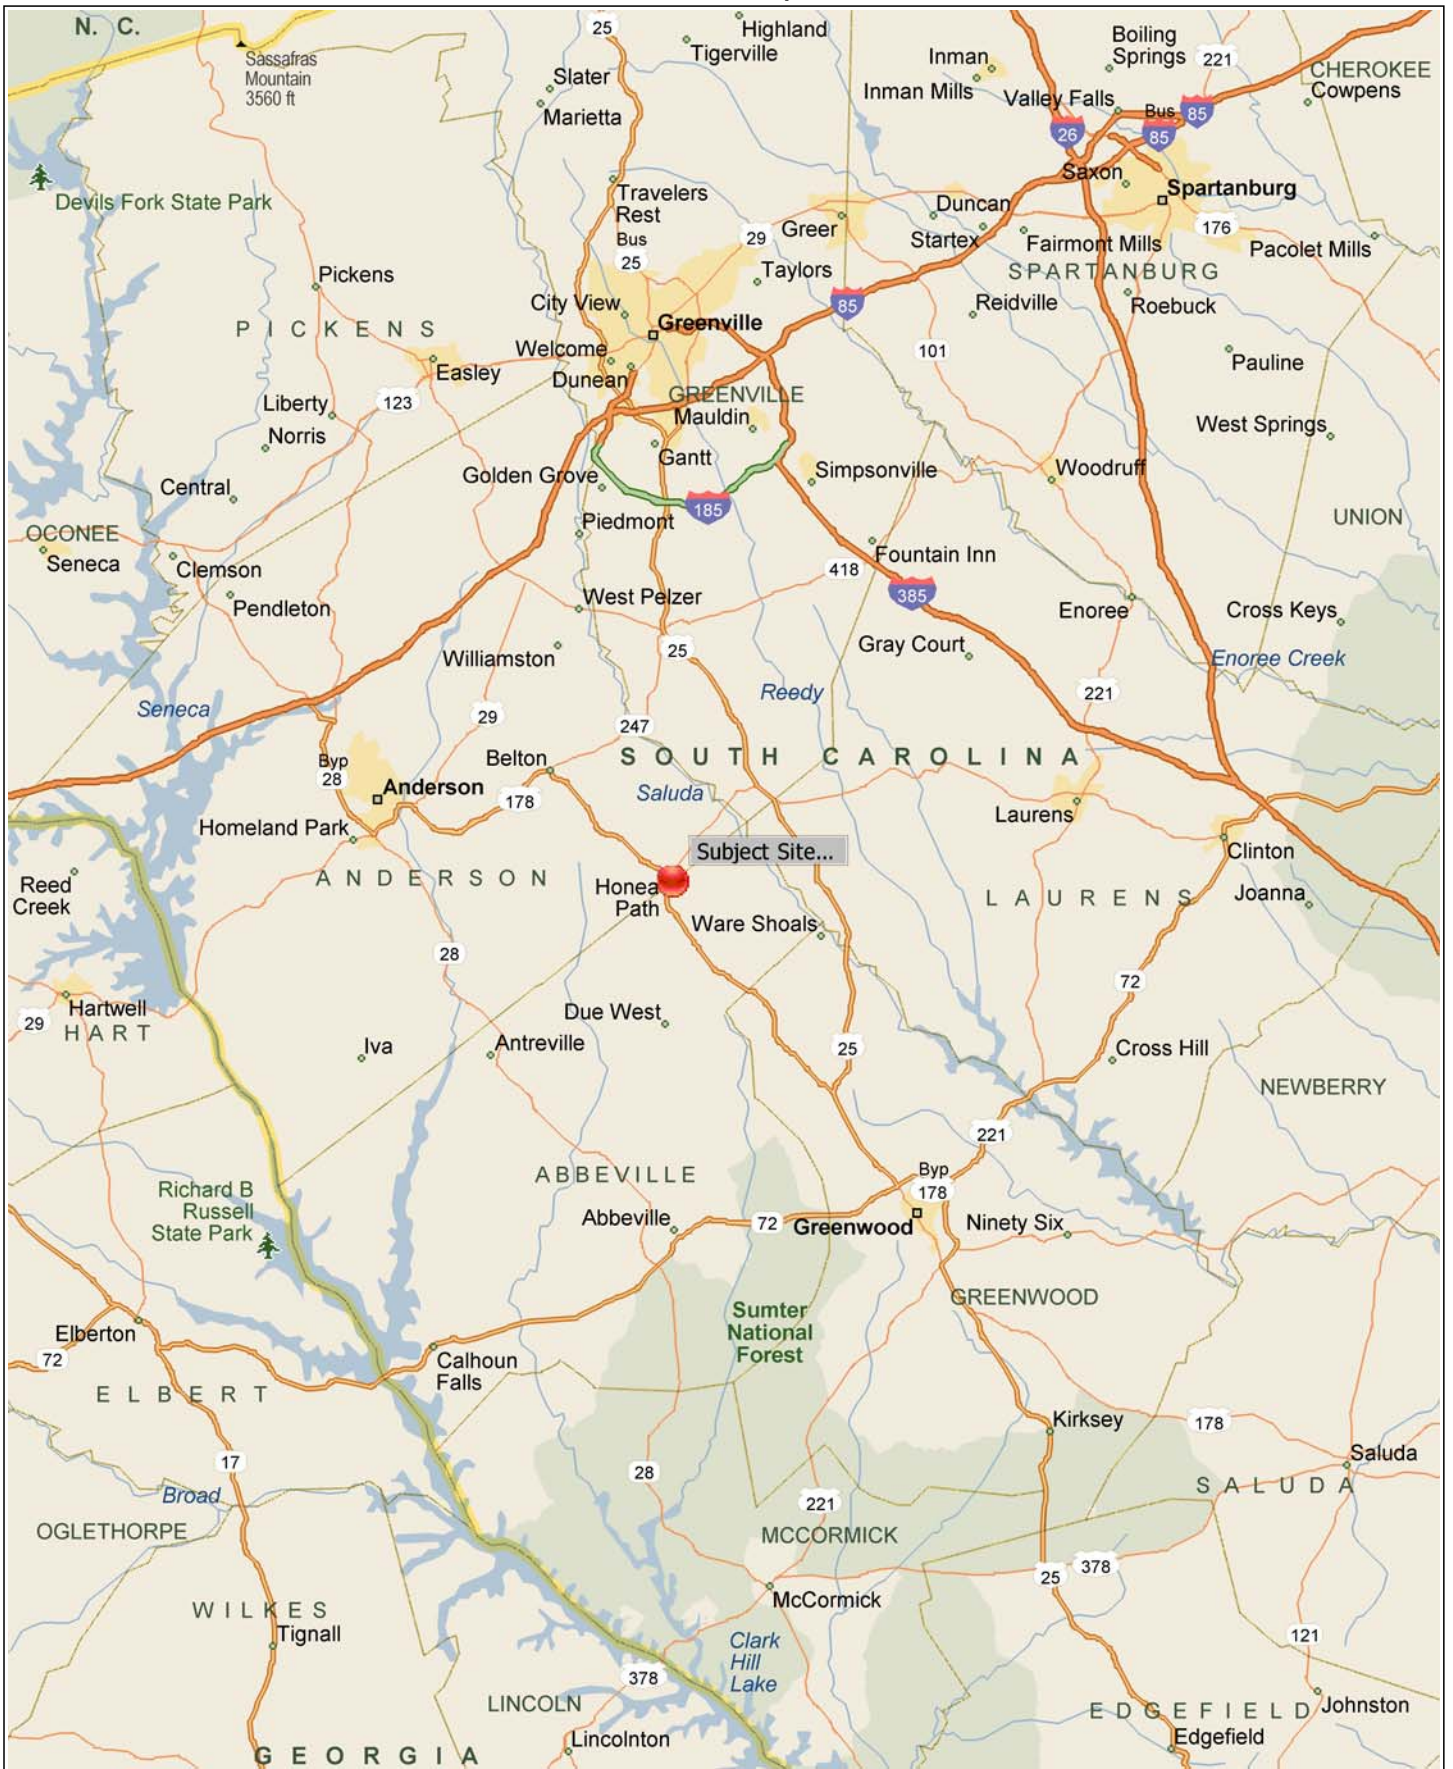 N. C.
25
Highland
Tigerville
Boiling
Springs
221
Sassafras
Mountain
3560 ft
Slater
Marietta
Inman
Inman Mills
CHEROKEE
Cowpens
Valley Falls
Bus
85
85
26
Devils Fork State Park
Saxon
Spartanburg
Travelers
Rest
Bus
25
29
Greer
Duncan
Startex
Fairmont Mills
176
Pacolet Mills
SPARTANBURG
Pickens
Taylors
City View
85
Reidville
Roebuck
PICKENS
Greenville
Welcome
101
Pauline
Easley
Dunean
GREENVILLE
123
Liberty
Mauldin
Norris
West Springs
Gantt
Golden Grove
Simpsonville
Woodruff
Central
185
Piedmont
UNION
OCONEE
Seneca
Clemson
Fountain Inn
418
385
Pendleton
West Pelzer
Enoree
Cross Keys
25
Williamston
Gray Court
Enoree Creek
Reedy
221
Seneca
29
247
Belton
SOUTH CAROLINA
Byp
28
Anderson
178
Saluda
Laurens
Homeland Park
Subject Site...
Clinton
ANDERSON
Reed
Creek
Honea
Path
LAURENS
Joanna
Ware Shoals
28
72
Hartwell
29
HART
Due West
Iva
Antreville
25
Cross Hill
NEWBERRY
221
ABBEVILLE
Byp
178
Richard B
Russell
State Park
Abbeville
72
Greenwood
Ninety Six
GREENWOOD
Sumter
National
Forest
Elberton
72
Calhoun
Falls
ELBERT
Kirksey
178
17
28
Saluda
Broad
221
SALUDA
OGLETHORPE
MCCORMICK
25
378
McCormick
WILKES
Tignall
121
Clark
Hill
Lake
378
LINCOLN
EDGEFIELD
Johnston
Lincolnton
Edgefield
GEORGIA